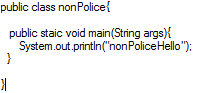 public class nonPolice{
public staic void main(String args){
System.out.println("nonPoliceHello");
}
}